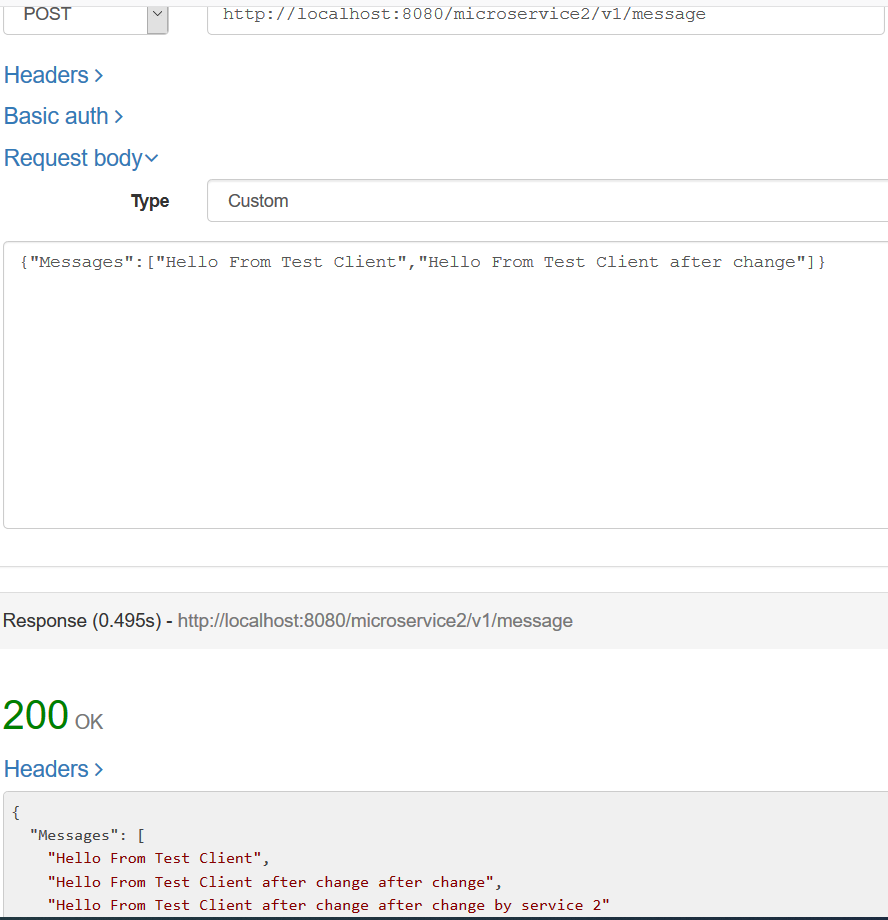 POST http://localhost:8080/microservice2/v1/message
Headers
Basic auth
Request body
Type Custom
{"Messages":["Hello From Test Client","Hello From Test Client after change"]}
Response (0.495s) - http://localhost:8080/microservice2/v1/message
200 OK
Headers
{
"Messages": [
"Hello From Test Client",
"Hello From Test Client after change after change",
"Hello From Test Client after change after change by service 2"